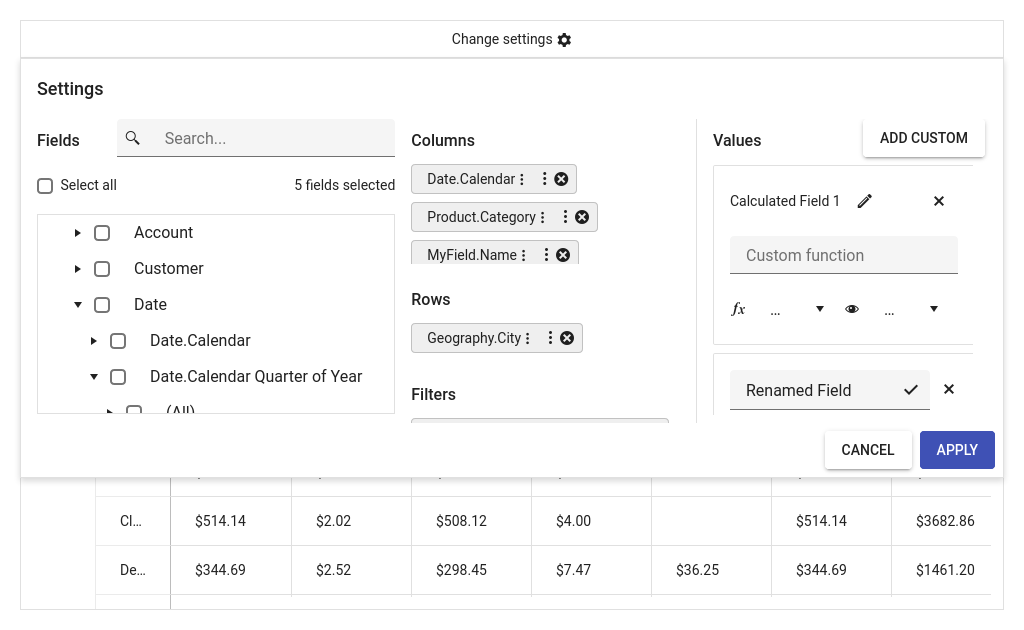 Change settings
Settings
Fields
Search...
Select all
5 fields selected
Account
Customer
Date
Date.Calendar
Date.Calendar Quarter of Year
(All)
Columns
Date.Calendar
Product.Category
MyField.Name
Rows
Geography.City
Filters
Values
ADD CUSTOM
Calculated Field 1
Custom function
fx ... ...
Renamed Field
CANCEL APPLY
Cl... $514.14 $2.02 $508.12 $4.00 $514.14 $3682.86
De... $344.69 $2.52 $298.45 $7.47 $36.25 $344.69 $1461.20